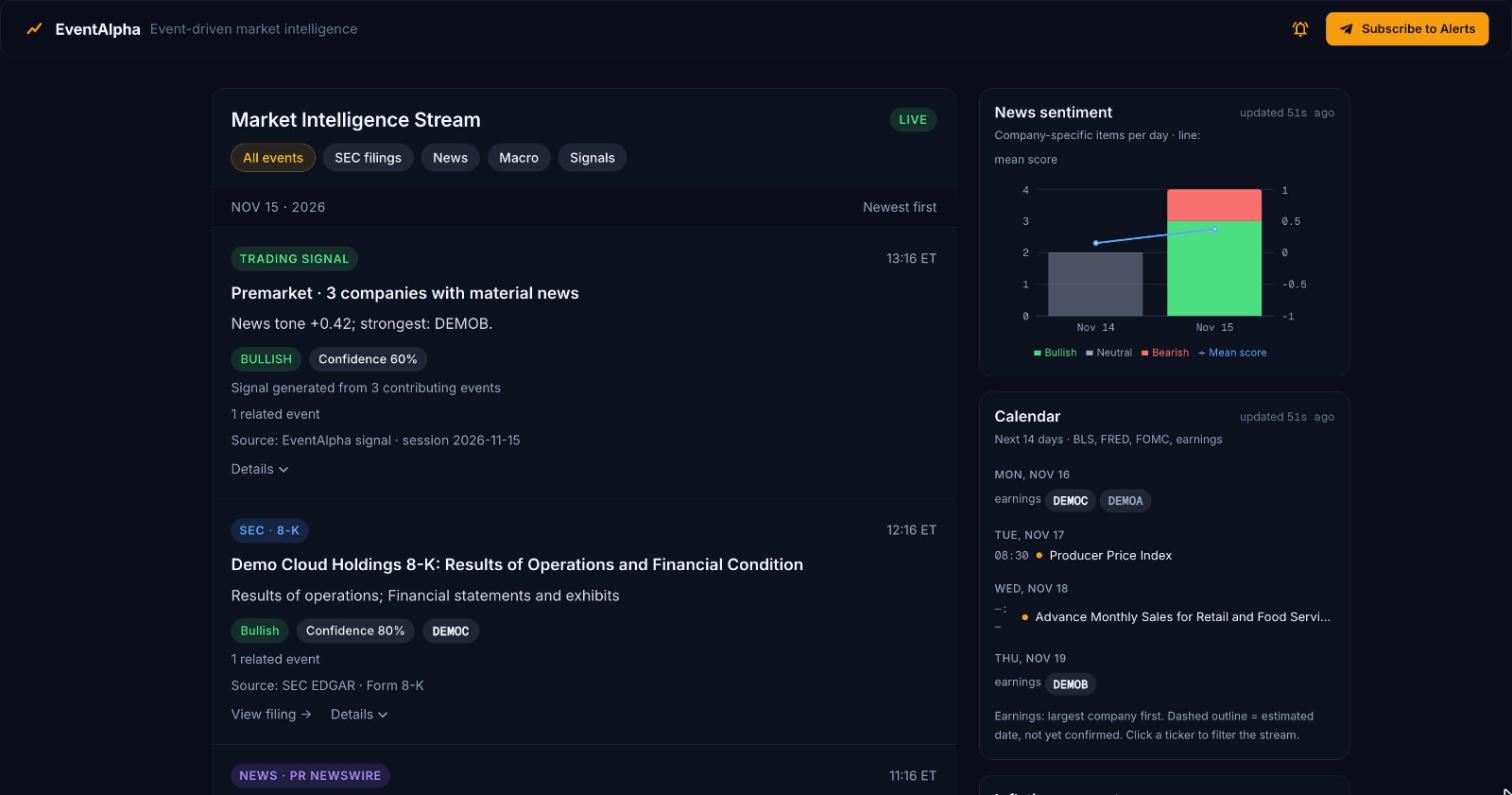 EventAlpha Event-driven market intelligence
Subscribe to Alerts
Market Intelligence Stream
LIVE
All events SEC filings News Macro Signals
NOV 15 · 2026 Newest first
TRADING SIGNAL 13:16 ET
Premarket · 3 companies with material news
News tone +0.42; strongest: DEMOB.
BULLISH Confidence 60%
Signal generated from 3 contributing events
1 related event
Source: EventAlpha signal · session 2026-11-15
Details
SEC · 8-K 12:16 ET
Demo Cloud Holdings 8-K: Results of Operations and Financial Condition
Results of operations; Financial statements and exhibits
Bullish Confidence 80% DEMOC
1 related event
Source: SEC EDGAR · Form 8-K
View filing → Details
NEWS · PR NEWSWIRE 11:16 ET
News sentiment updated 51s ago
Company-specific items per day · line:
mean score
4 1
3 0.5
2 0
1 -0.5
0 -1
Nov 14 Nov 15
Bullish Neutral Bearish Mean score
Calendar updated 51s ago
Next 14 days · BLS, FRED, FOMC, earnings
MON, NOV 16
earnings DEMOC DEMOA
TUE, NOV 17
08:30 Producer Price Index
WED, NOV 18
–:
– Advance Monthly Sales for Retail and Food Servi...
THU, NOV 19
earnings DEMOB
Earnings: largest company first. Dashed outline = estimated
date, not yet confirmed. Click a ticker to filter the stream.